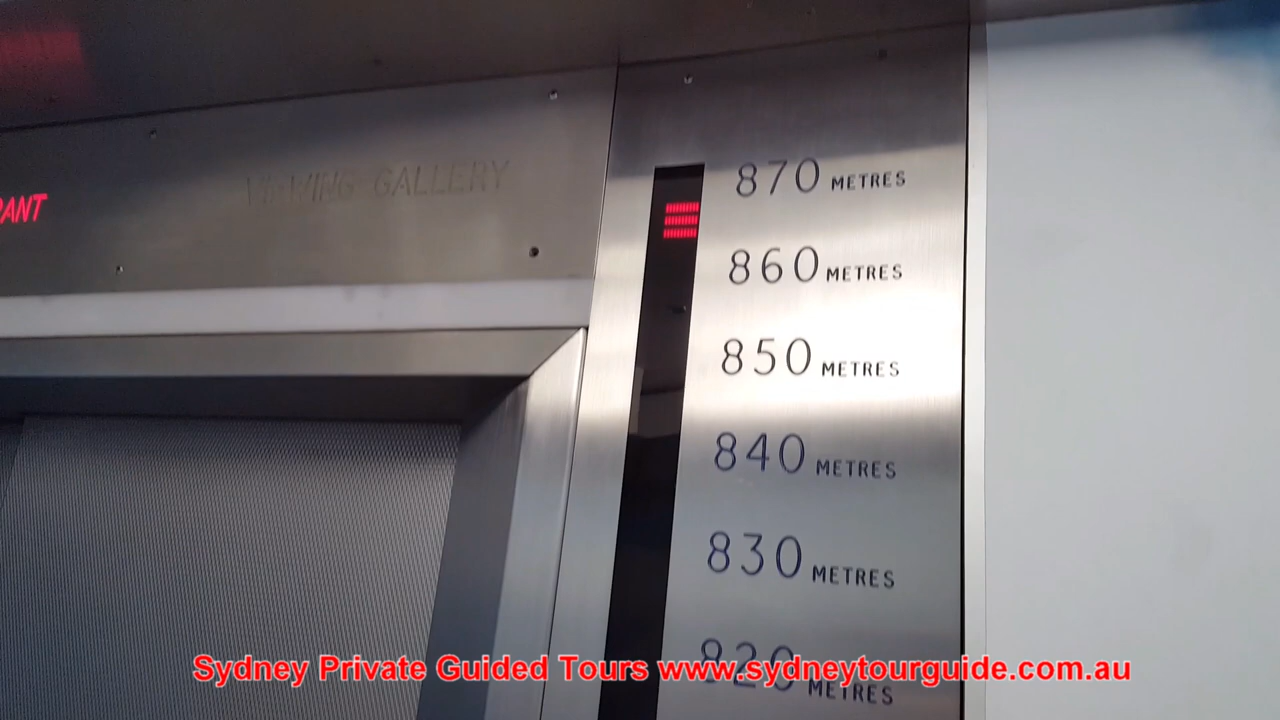 VIEWING GALLERY
RANT
870 METRES
860 METRES
850 METRES
840 METRES
830 METRES
820 METRES
Sydney Private Guided Tours www.sydneytourguide.com.au